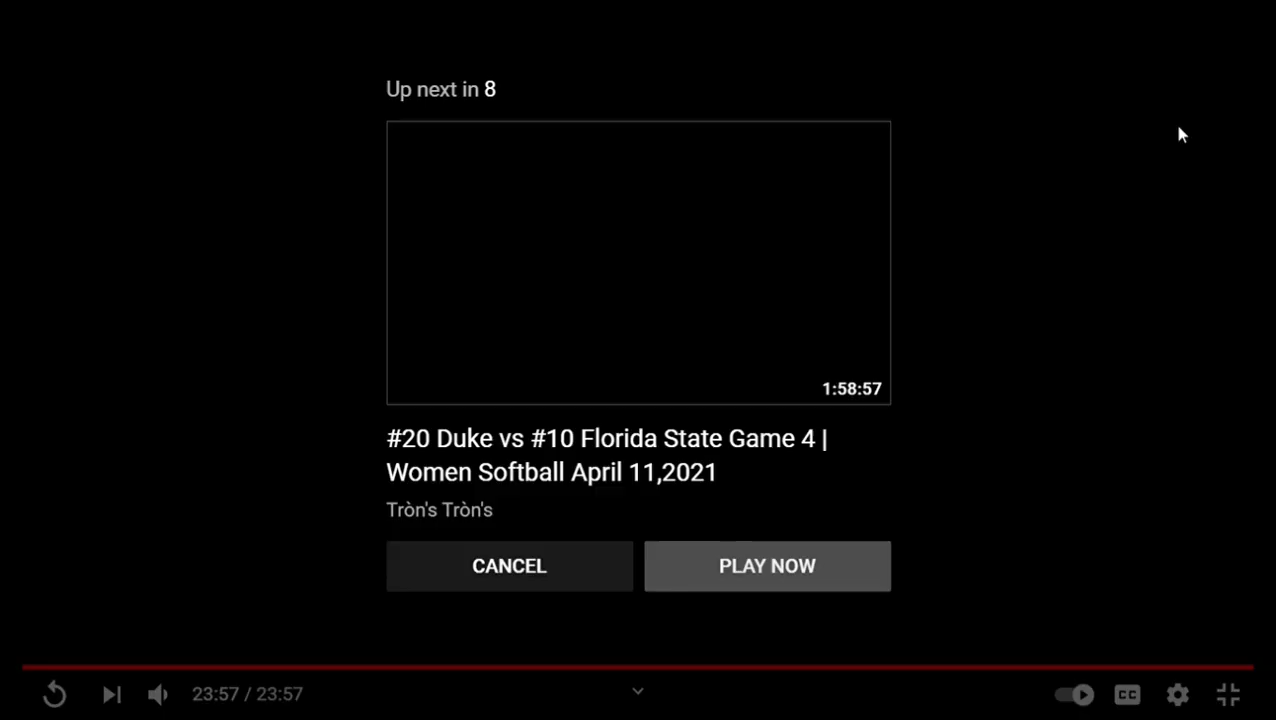 Up next in 8
1:58:57
#20 Duke vs #10 Florida State Game 4 |
Women Softball April 11,2021
Tròn's Tròn's
CANCEL
PLAY NOW
23:57 / 23:57
CC